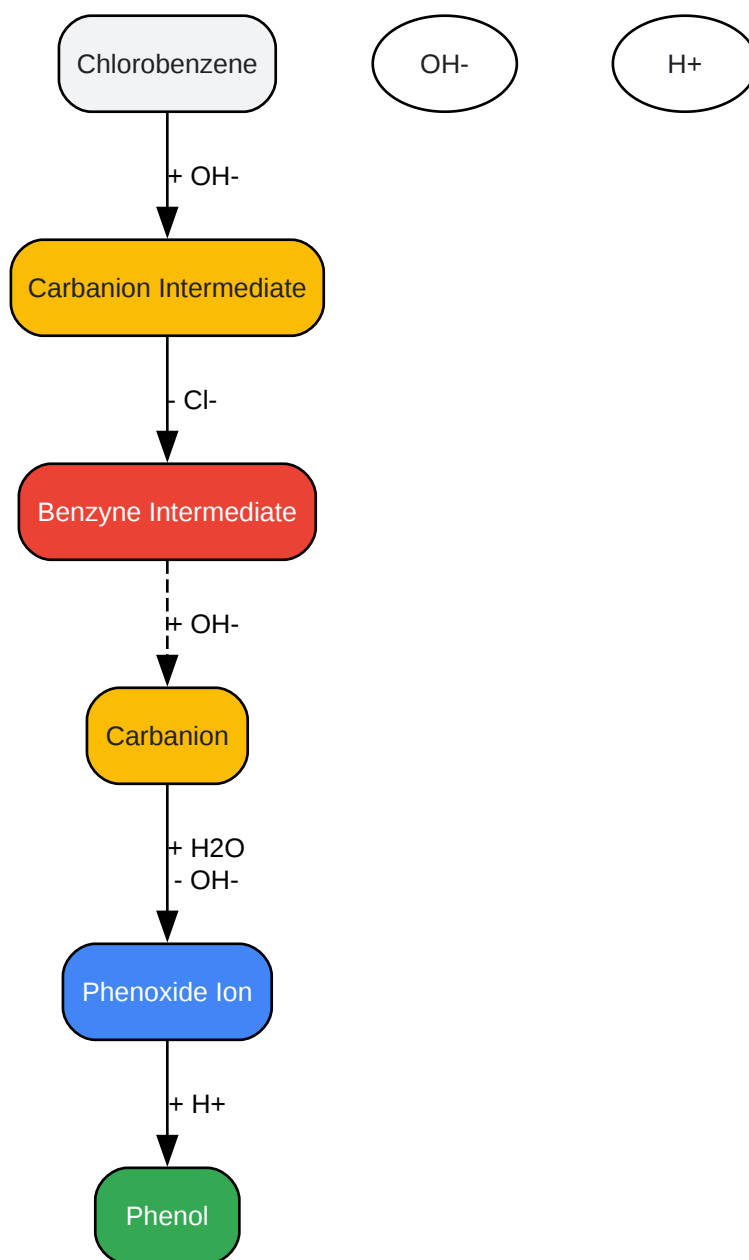 Chlorobenzene
OH-
H+
+ OH-
Carbanion Intermediate
- Cl-
Benzyne Intermediate
+ OH-
Carbanion
+ H2O
- OH-
Phenoxide Ion
+ H+
Phenol